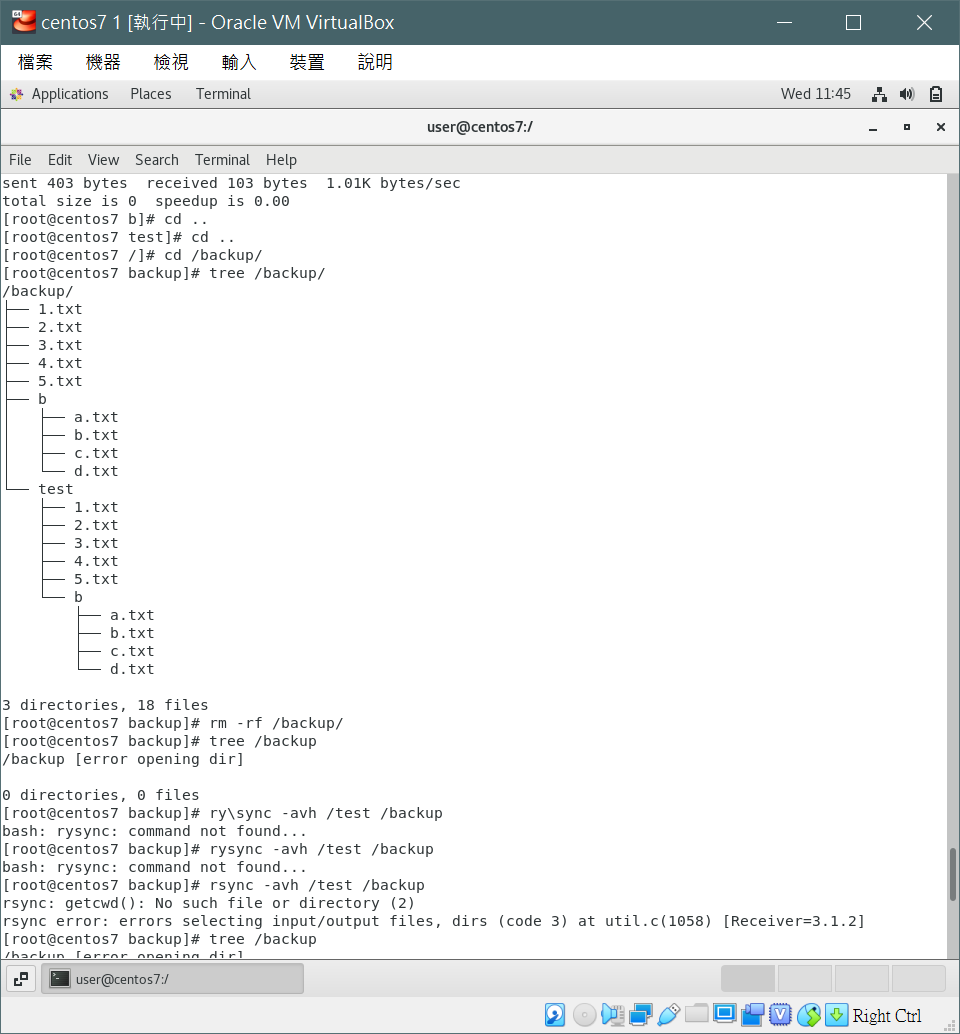 centos7 1 [執行中] - Oracle VM VirtualBox
檔案 機器 檢視 輸入 裝置 說明
Applications Places Terminal Wed 11:45
user@centos7:/
File Edit View Search Terminal Help
sent 403 bytes  received 103 bytes  1.01K bytes/sec
total size is 0  speedup is 0.00
[root@centos7 b]# cd ..
[root@centos7 test]# cd ..
[root@centos7 /]# cd /backup/
[root@centos7 backup]# tree /backup/
/backup/
├── 1.txt
├── 2.txt
├── 3.txt
├── 4.txt
├── 5.txt
├── b
│   ├── a.txt
│   ├── b.txt
│   ├── c.txt
│   └── d.txt
└── test
    ├── 1.txt
    ├── 2.txt
    ├── 3.txt
    ├── 4.txt
    ├── 5.txt
    └── b
        ├── a.txt
        ├── b.txt
        ├── c.txt
        └── d.txt
3 directories, 18 files
[root@centos7 backup]# rm -rf /backup/
[root@centos7 backup]# tree /backup
/backup [error opening dir]
0 directories, 0 files
[root@centos7 backup]# ry\sync -avh /test /backup
bash: rysync: command not found...
[root@centos7 backup]# rysync -avh /test /backup
bash: rysync: command not found...
[root@centos7 backup]# rsync -avh /test /backup
rsync: getcwd(): No such file or directory (2)
rsync error: errors selecting input/output files, dirs (code 3) at util.c(1058) [Receiver=3.1.2]
[root@centos7 backup]# tree /backup
/backup [error opening dir]
user@centos7:/
Right Ctrl